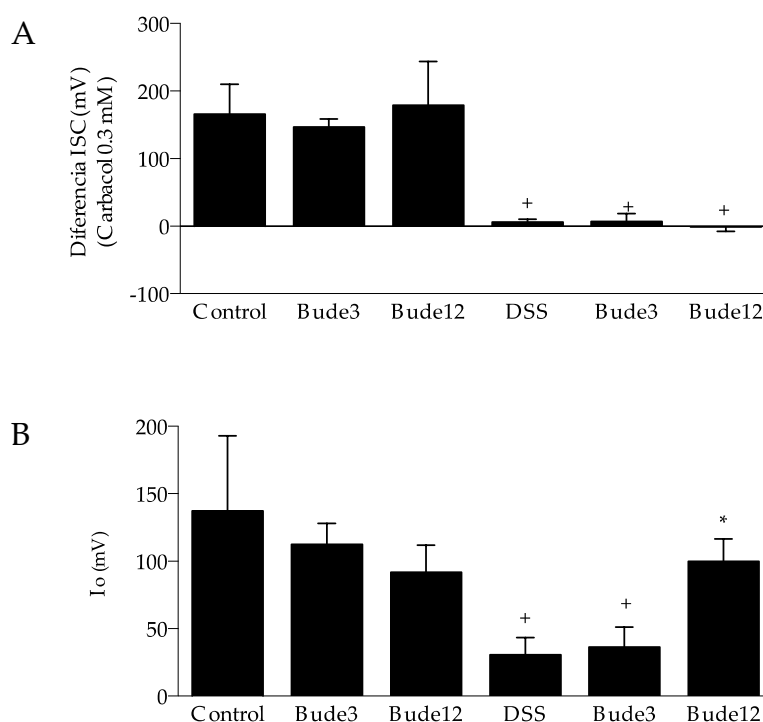 A
Diferencia ISC (mV)
(Carbacol 0.3 mM)
300
200
100
0
-100
+ + +
Control Bude3 Bude12 DSS Bude3 Bude12
B
Io (mV)
200
150
100
50
0
+ + *
Control Bude3 Bude12 DSS Bude3 Bude12